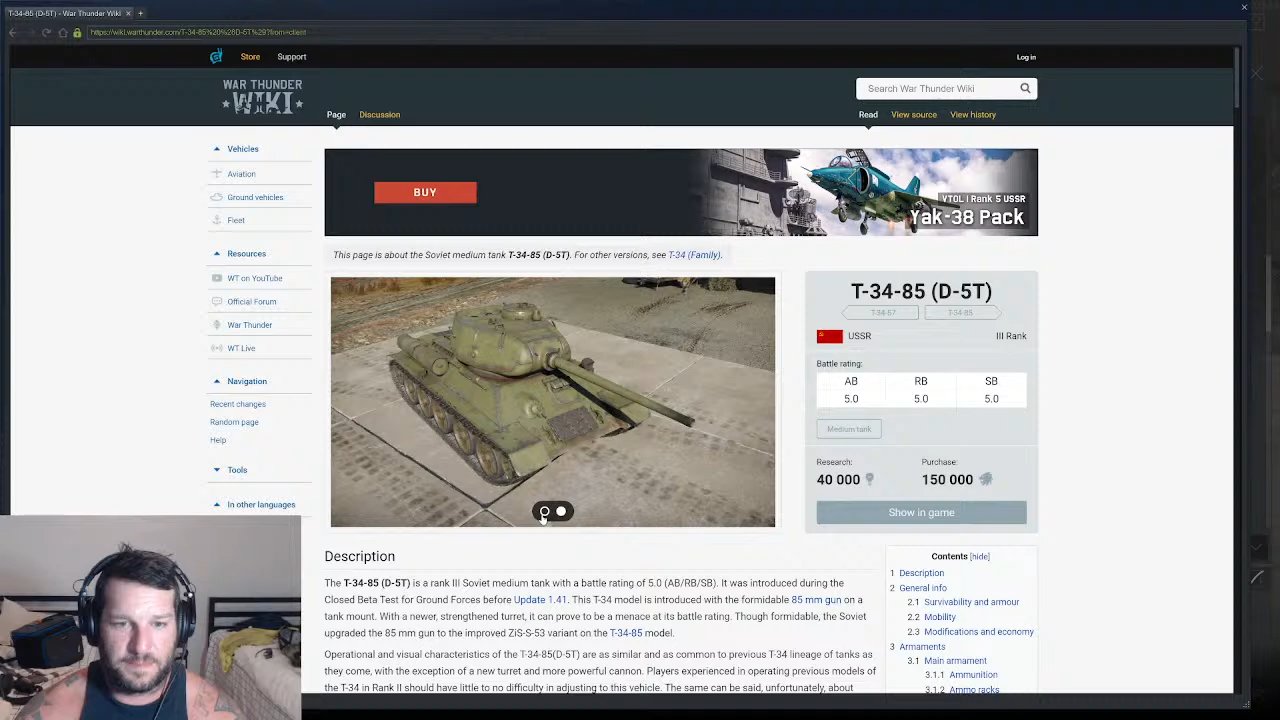 T-34-85 (D-5T) - War Thunder Wiki
https://wiki.warthunder.com/T-34-85%20%28D-5T%29?from=client
Store
Support
Log in
WAR THUNDER
WIKI
Search War Thunder Wiki
Page
Discussion
Read
View source
View history
Vehicles
Aviation
Ground vehicles
Fleet
Resources
WT on YouTube
Official Forum
War Thunder
WT Live
Navigation
Recent changes
Random page
Help
Tools
In other languages
BUY
VTOL | Rank 5 USSR
Yak-38 Pack
This page is about the Soviet medium tank T-34-85 (D-5T). For other versions, see T-34 (Family).
T-34-85 (D-5T)
T-34-57
T-34-85
USSR
III Rank
Battle rating:
AB
RB
SB
5.0
5.0
5.0
Medium tank
Research:
Purchase:
40 000
150 000
Show in game
Description
The T-34-85 (D-5T) is a rank III Soviet medium tank with a battle rating of 5.0 (AB/RB/SB). It was introduced during the
Closed Beta Test for Ground Forces before Update 1.41. This T-34 model is introduced with the formidable 85 mm gun on a
tank mount. With a newer, strengthened turret, it can prove to be a menace at its battle rating. Though formidable, the Soviet
upgraded the 85 mm gun to the improved ZiS-S-53 variant on the T-34-85 model.
Operational and visual characteristics of the T-34-85(D-5T) are as similar and as common to previous T-34 lineage of tanks as
they come, with the exception of a new turret and more powerful cannon. Players experienced in operating previous models of
the T-34 in Rank II should have little to no difficulty in adjusting to this vehicle. The same can be said, unfortunately, about
Contents [hide]
1 Description
2 General info
2.1 Survivability and armour
2.2 Mobility
2.3 Modifications and economy
3 Armaments
3.1 Main armament
3.1.1 Ammunition
3.1.2 Ammo racks